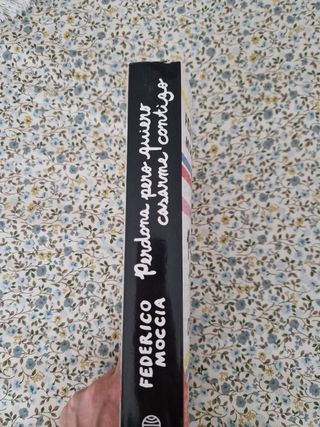 FEDERICO
MOCCIA
Perdona pero quiero
casarme contigo